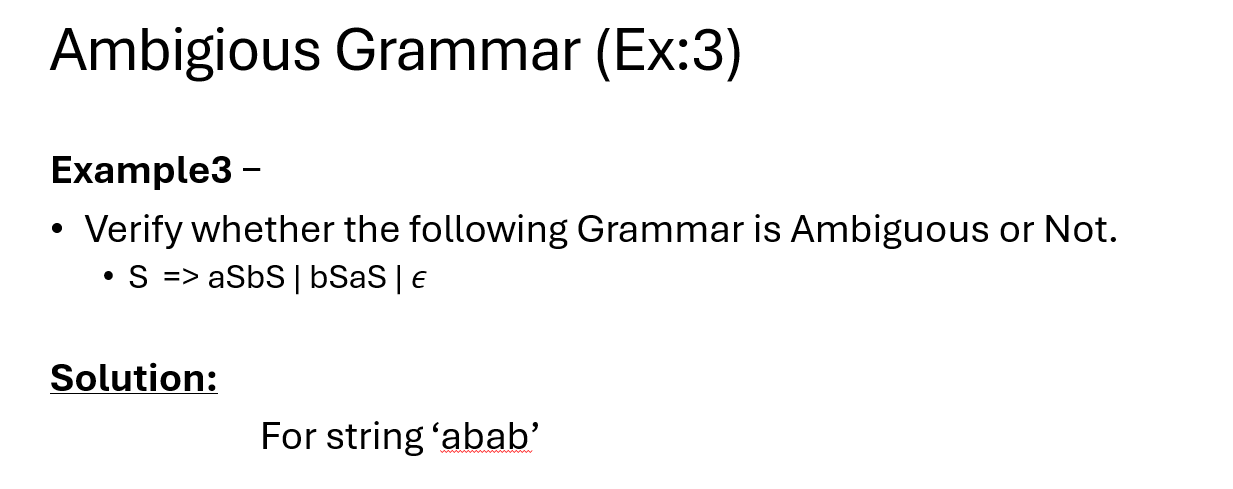 Ambigious Grammar (Ex:3)
Example3 –
• Verify whether the following Grammar is Ambiguous or Not.
• S => aSbS | bSaS | ϵ
Solution:
For string ‘abab’